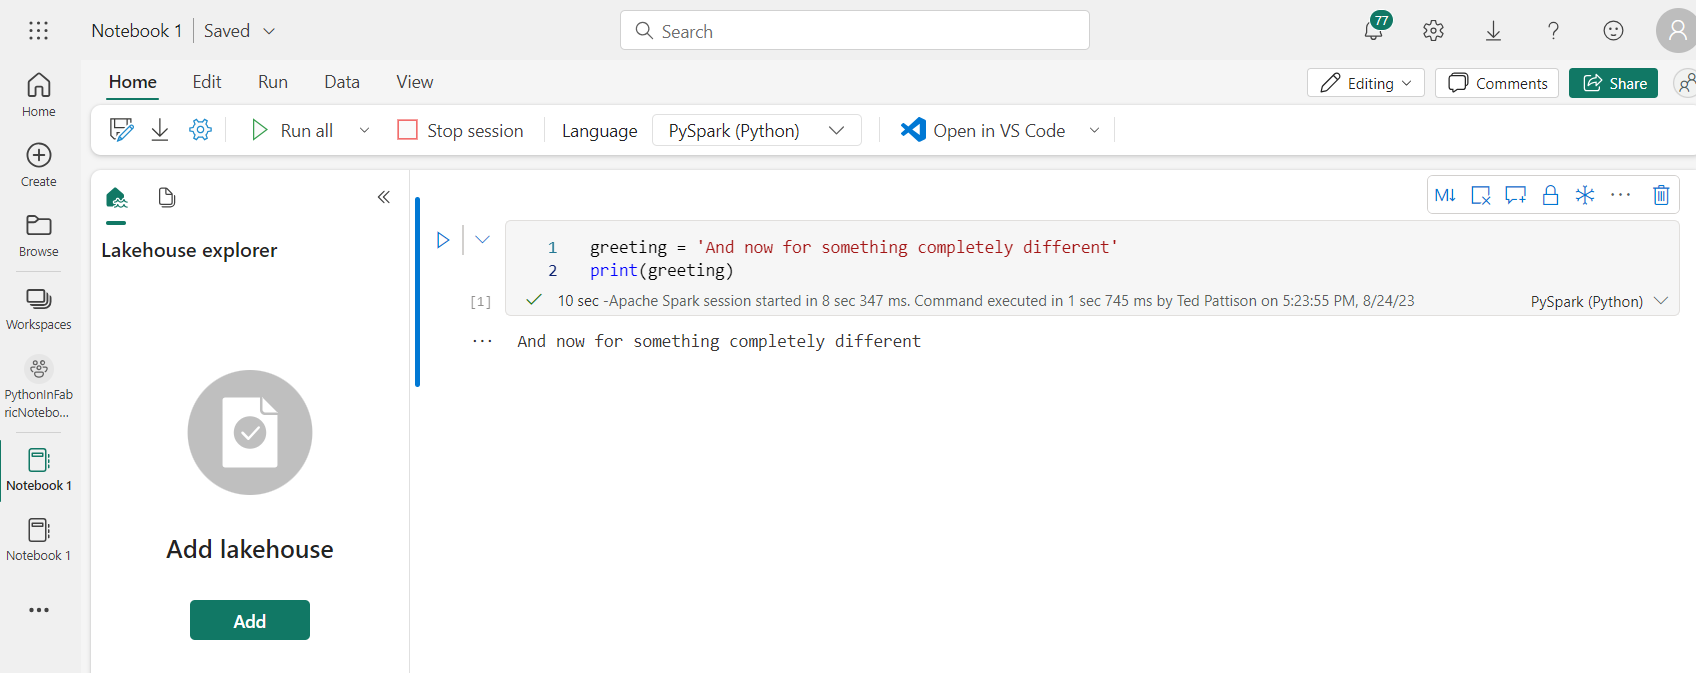 Notebook 1 Saved
Search
77
Home Edit Run Data View
Editing Comments Share
Run all Stop session Language PySpark (Python) Open in VS Code
Home
Create
Browse
Workspaces
PythonInFab
ricNotebo...
Notebook 1
Notebook 1
Lakehouse explorer
Add lakehouse
Add
M↓
1 greeting = 'And now for something completely different'
2 print(greeting)
[1] 10 sec -Apache Spark session started in 8 sec 347 ms. Command executed in 1 sec 745 ms by Ted Pattison on 5:23:55 PM, 8/24/23 PySpark (Python)
And now for something completely different